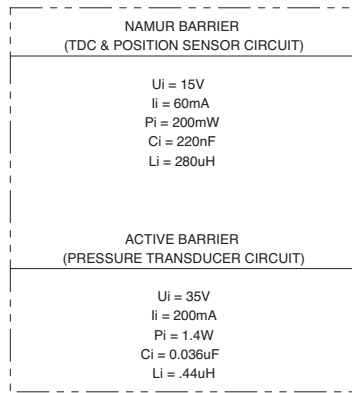 NAMUR BARRIER
(TDC & POSITION SENSOR CIRCUIT)
Ui = 15V
Ii = 60mA
Pi = 200mW
Ci = 220nF
Li = 280uH
ACTIVE BARRIER
(PRESSURE TRANSDUCER CIRCUIT)
Ui = 35V
Ii = 200mA
Pi = 1.4W
Ci = 0.036uF
Li = .44uH